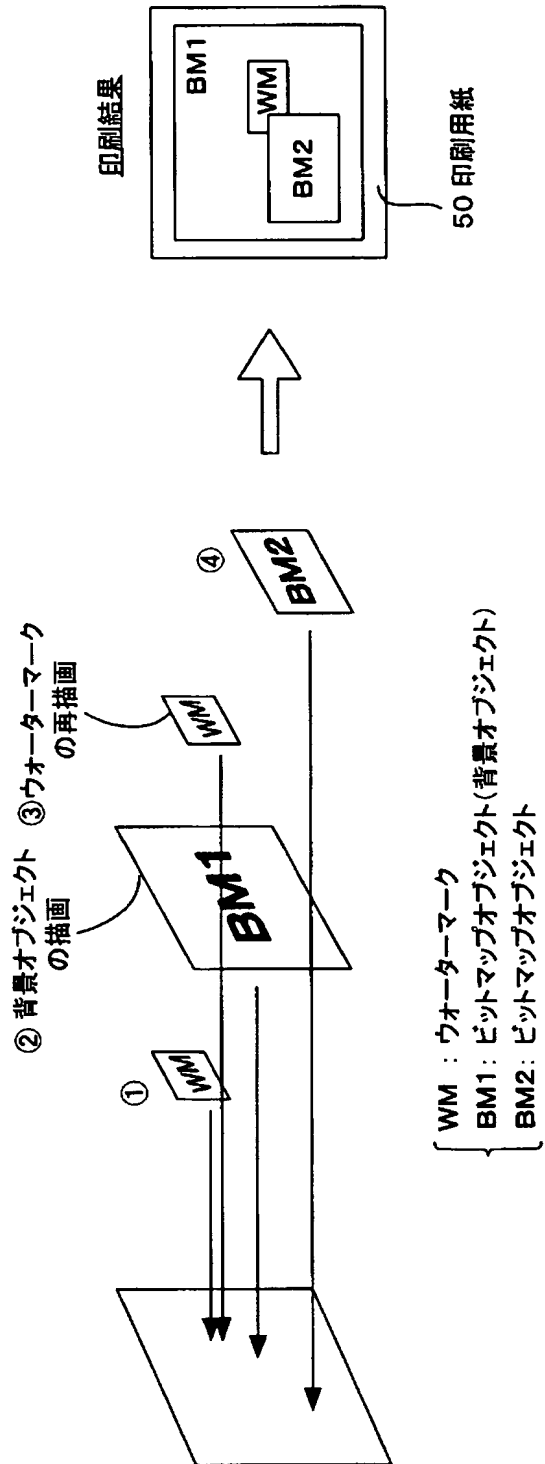 ①
WM
② 背景オブジェクト
の描画
BM1
③ウォーターマーク
の再描画
WM
④
BM2
印刷結果
BM1
WM
BM2
50 印刷用紙
WM : ウォーターマーク
BM1: ビットマップオブジェクト(背景オブジェクト)
BM2: ビットマップオブジェクト